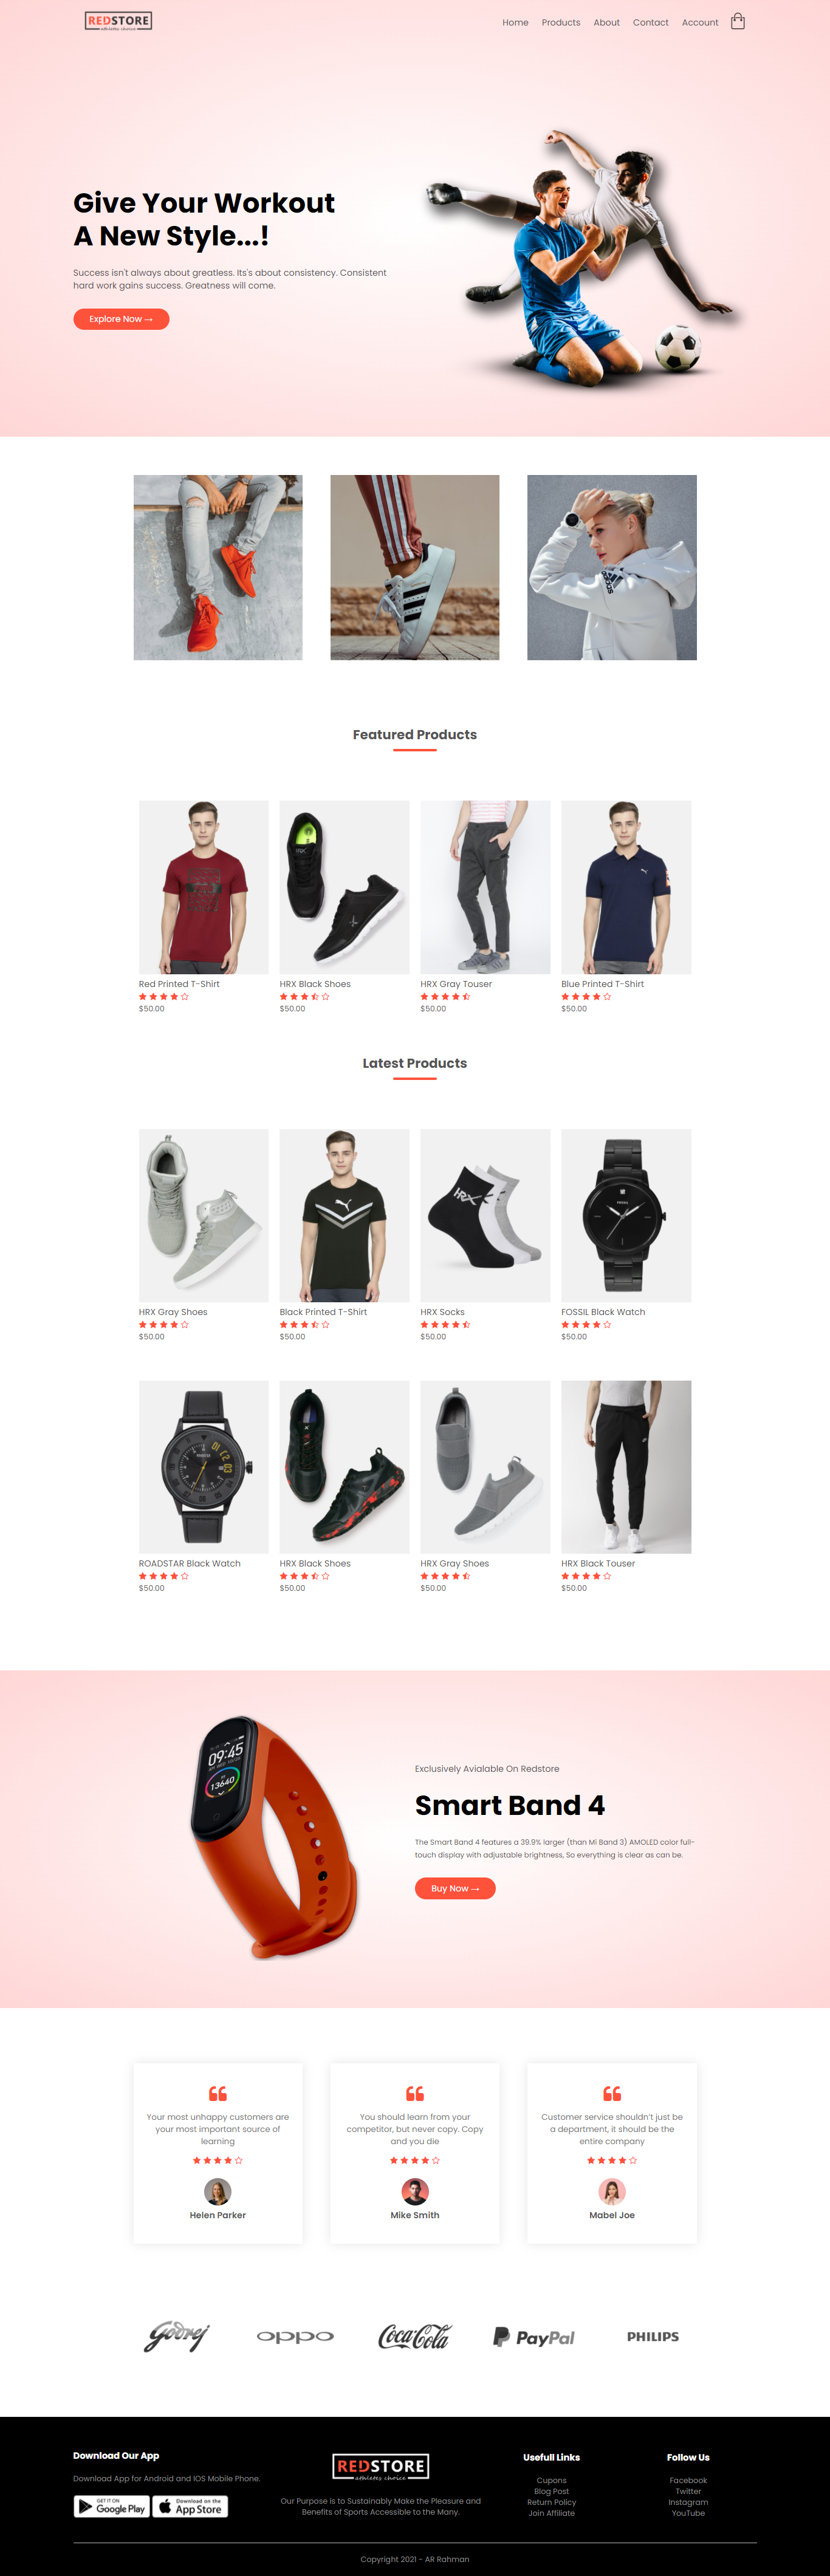 REDSTORE
athletes choice
Home Products About Contact Account
Give Your Workout
A New Style...!
Success isn't always about greatless. Its's about consistency. Consistent
hard work gains success. Greatness will come.
Explore Now →
adidas
Featured Products
Red Printed T-Shirt
$50.00
HRX Black Shoes
$50.00
HRX Gray Touser
$50.00
Blue Printed T-Shirt
$50.00
Latest Products
HRX
FOSSIL
HRX Gray Shoes
$50.00
Black Printed T-Shirt
$50.00
HRX Socks
$50.00
FOSSIL Black Watch
$50.00
ROADSTAR Black Watch
$50.00
HRX Black Shoes
$50.00
HRX Gray Shoes
$50.00
HRX Black Touser
$50.00
09:45
13640
Exclusively Avialable On Redstore
Smart Band 4
The Smart Band 4 features a 39.9% larger (than Mi Band 3) AMOLED color full-
touch display with adjustable brightness, So everything is clear as can be.
Buy Now →
Your most unhappy customers are
your most important source of
learning
Helen Parker
You should learn from your
competitor, but never copy. Copy
and you die
Mike Smith
Customer service shouldn't just be
a department, it should be the
entire company
Mabel Joe
Godrej
oppo
Coca-Cola
PayPal
PHILIPS
Download Our App
Download App for Android and IOS Mobile Phone.
GET IT ON
Google Play
Download on the
App Store
REDSTORE
athletes choice
Our Purpose is to Sustainably Make the Pleasure and
Benefits of Sports Accessible to the Many.
Usefull Links
Cupons
Blog Post
Return Policy
Join Affiliate
Follow Us
Facebook
Twitter
Instagram
YouTube
Copyright 2021 - AR Rahman